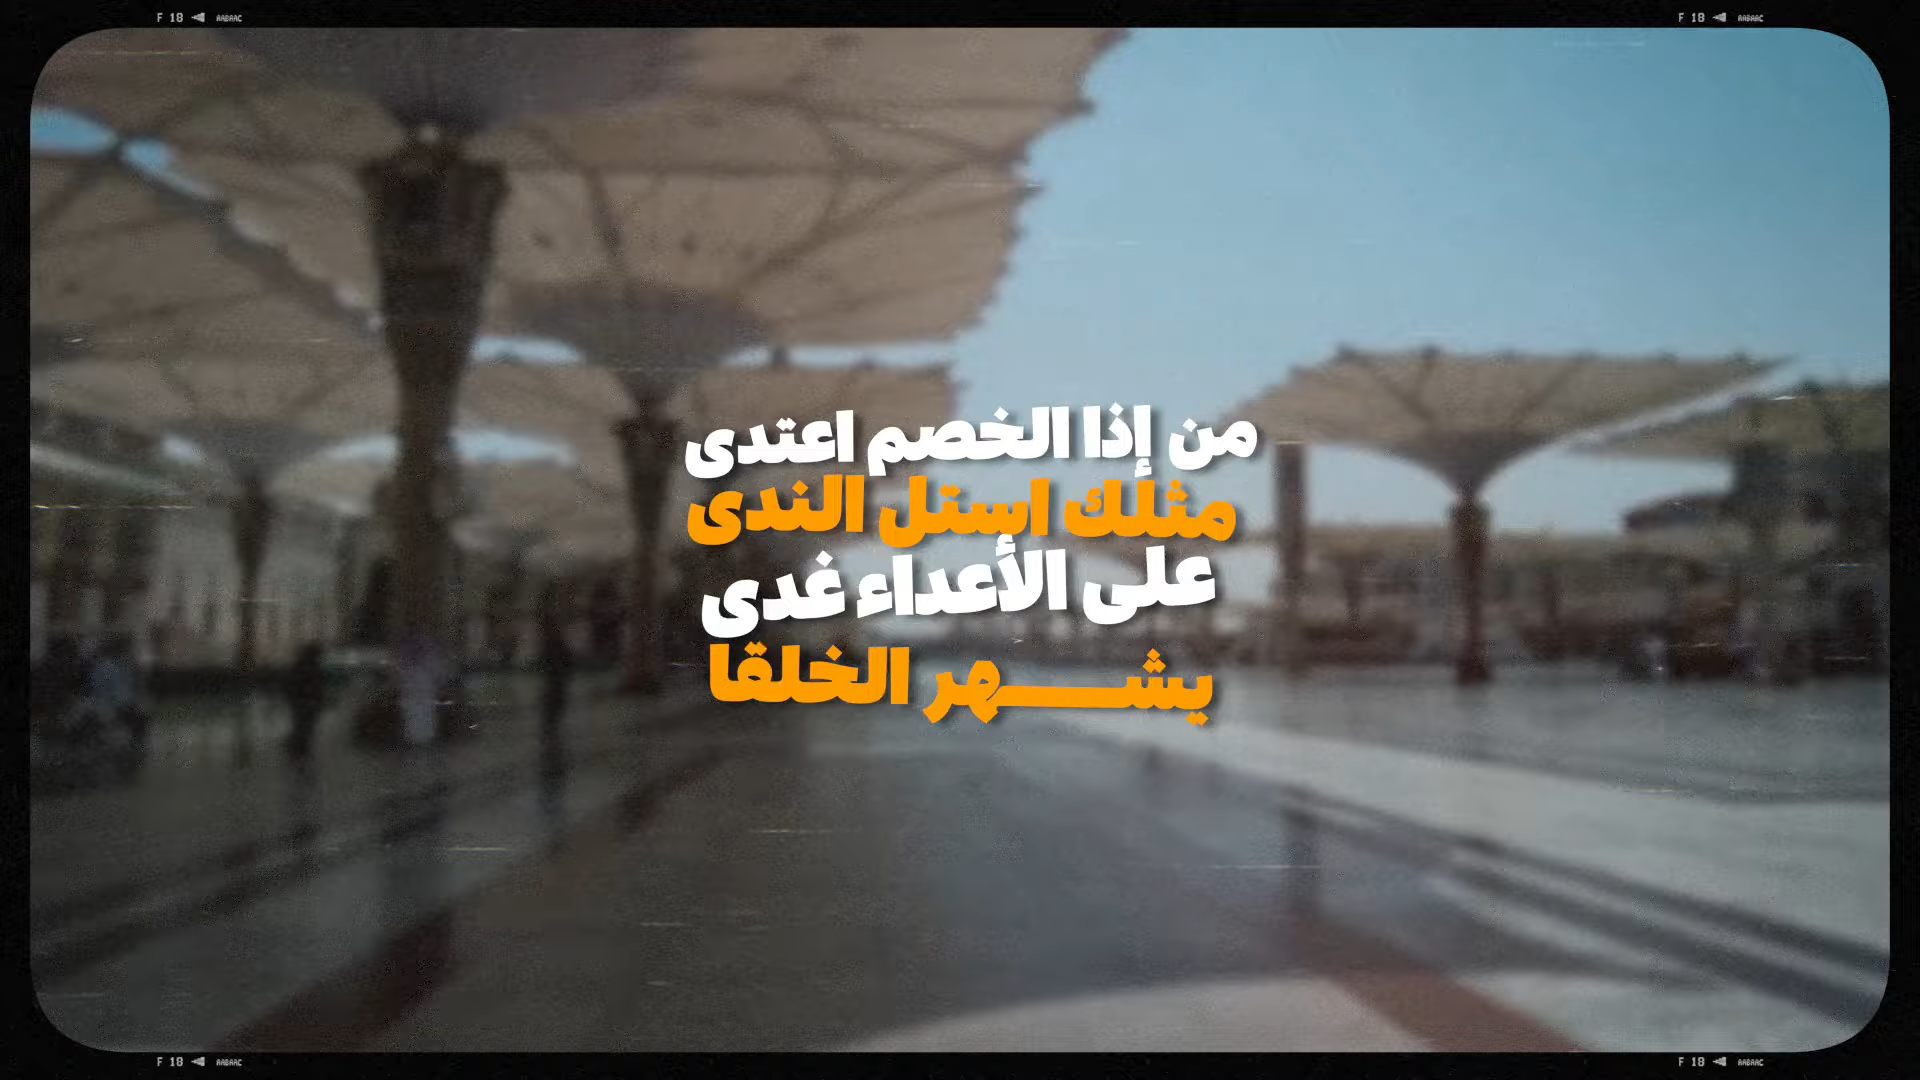 F 18
F 18
من إذا الخصم اعتدى
مثلك استل الندى
على الأعداء غدى
يشـــــهر الخلقا
F 18
F 18